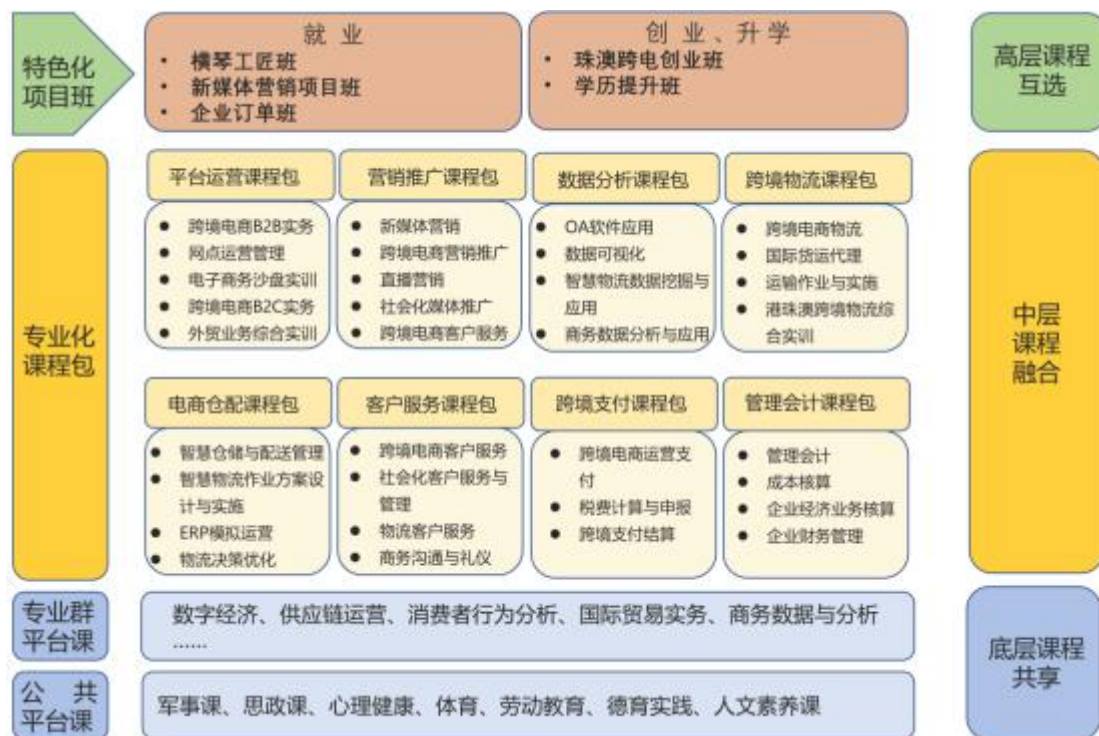 特色化
项目班
就 业
• 横琴工匠班
• 新媒体营销项目班
• 企业订单班
创 业 、升 学
• 珠澳跨电创业班
• 学历提升班
高层课程
互选
专业化
课程包
平台运营课程包
● 跨境电商B2B实务
● 网点运营管理
● 电子商务沙盘实训
● 跨境电商B2C实务
● 外贸业务综合实训
营销推广课程包
● 新媒体营销
● 跨境电商营销推广
● 直播营销
● 社会化媒体推广
● 跨境电商客户服务
数据分析课程包
● OA软件应用
● 数据可视化
● 智慧物流数据挖掘与
应用
● 商务数据分析与应用
跨境物流课程包
● 跨境电商物流
● 国际货运代理
● 运输作业与实施
● 港珠澳跨境物流综
合实训
电商仓配课程包
● 智慧仓储与配送管理
● 智慧物流作业方案设
计与实施
● ERP模拟运营
● 物流决策优化
客户服务课程包
● 跨境电商客户服务
● 社会化客户服务与
管理
● 物流客户服务
● 商务沟通与礼仪
跨境支付课程包
● 跨境电商运营支
付
● 税费计算与申报
● 跨境支付结算
管理会计课程包
● 管理会计
● 成本核算
● 企业经济业务核算
● 企业财务管理
中层
课程
融合
专业群
平台课
数字经济、供应链运营、消费者行为分析、国际贸易实务、商务数据与分析
……
公 共
平台课
军事课、思政课、心理健康、体育、劳动教育、德育实践、人文素养课
底层课程
共享